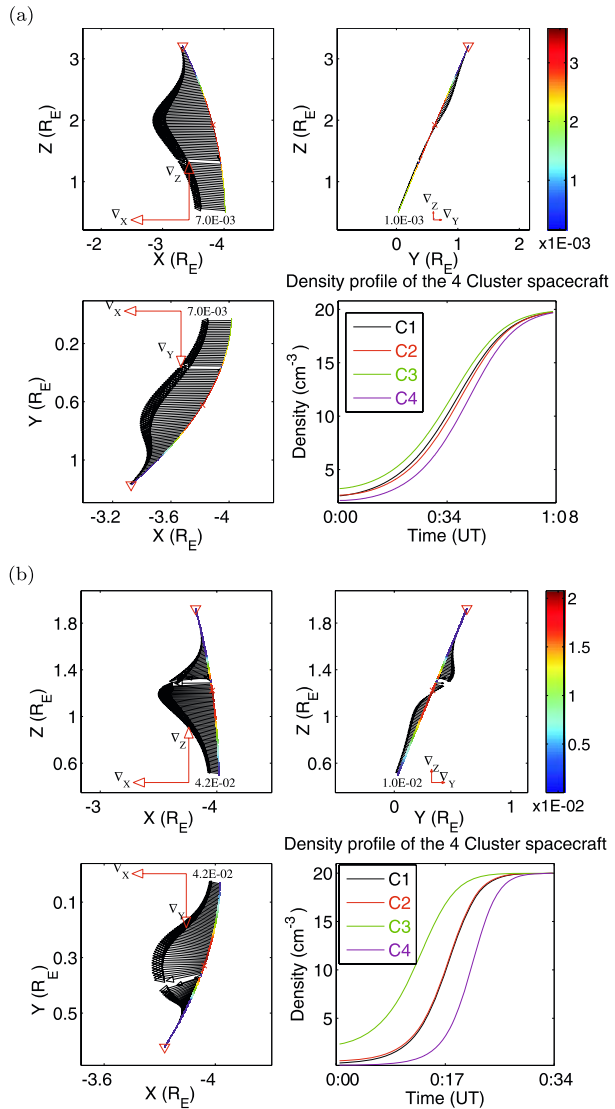 (a)
3
2
1
Z (R_E)
∇_Z
∇_X
7.0E-03
-2
-3
-4
X (R_E)
3
2
1
Z (R_E)
∇_Z
∇_Y
1.0E-03
0
1
2
Y (R_E)
3
2
1
x1E-03
∇_X
7.0E-03
∇_Y
0.2
0.6
1
Y (R_E)
-3.2
-3.6
-4
X (R_E)
Density profile of the 4 Cluster spacecraft
C1
C2
C3
C4
20
15
10
5
Density (cm⁻³)
0:00
0:34
1:08
Time (UT)
(b)
1.8
1.4
1
0.6
Z (R_E)
∇_Z
∇_X
4.2E-02
-3
-4
X (R_E)
1.8
1.4
1
0.6
Z (R_E)
∇_Z
∇_Y
1.0E-02
0
1
Y (R_E)
2
1.5
1
0.5
x1E-02
∇_X
4.2E-02
∇_Y
0.1
0.3
0.5
Y (R_E)
-3.6
-4
X (R_E)
Density profile of the 4 Cluster spacecraft
C1
C2
C3
C4
20
15
10
5
0
Density (cm⁻³)
0:00
0:17
0:34
Time (UT)